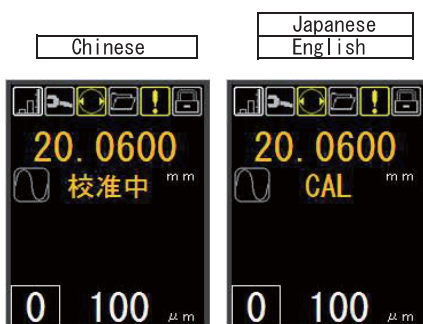 Chinese
Japanese
English
20.0600
mm
校准中
0 100 μm
20.0600
mm
CAL
0 100 μm